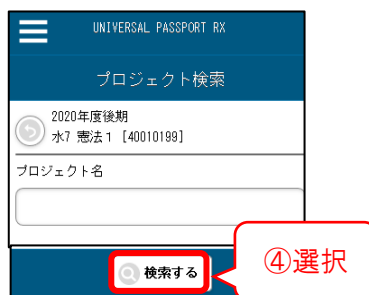 UNIVERSAL PASSPORT RX
プロジェクト検索
2020年度後期
水7 憲法1 [40010199]
プロジェクト名
検索する
④選択